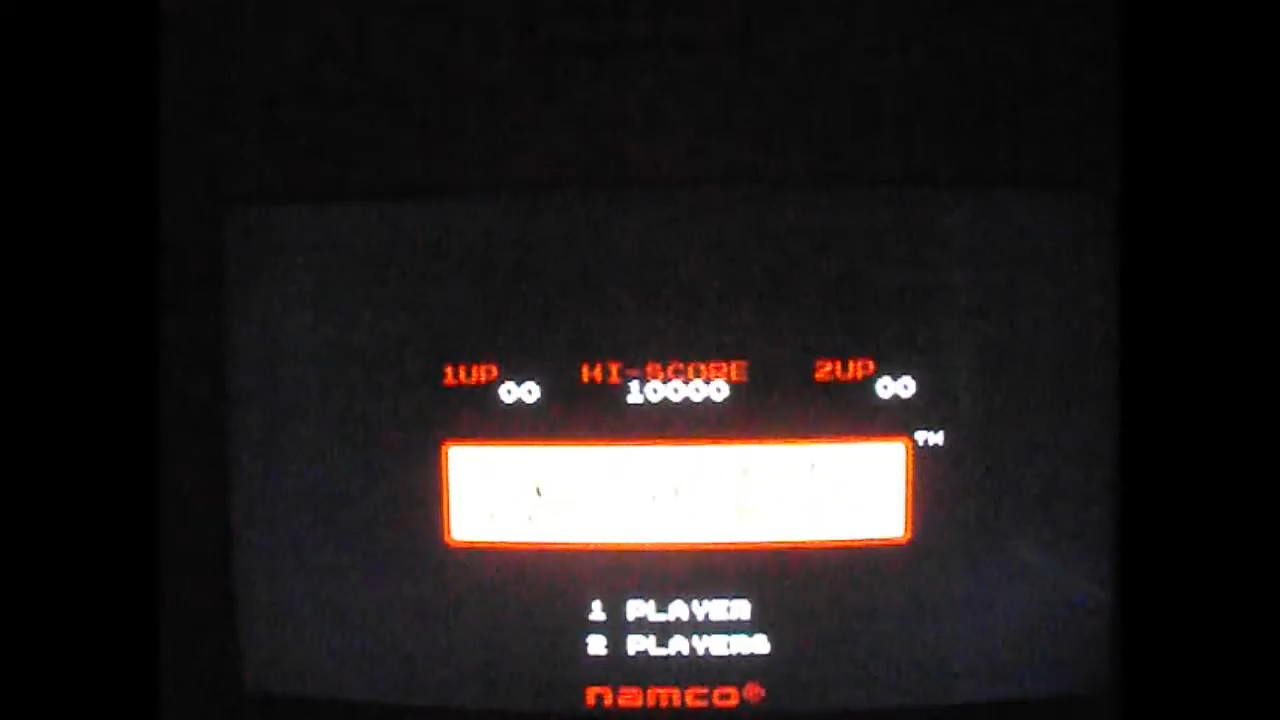 1UP HI-SCORE 2UP
00 10000 00
TM
1 PLAYER
2 PLAYERS
namco®